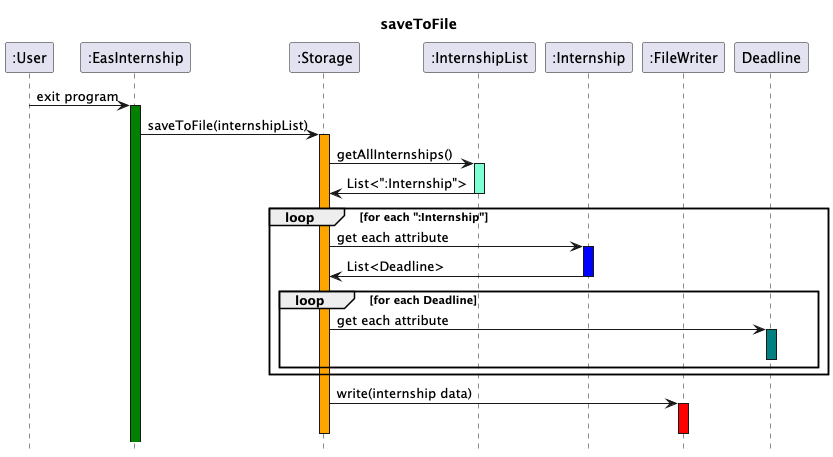 saveToFile
:User
:EasInternship
:Storage
:InternshipList
:Internship
:FileWriter
Deadline
exit program
saveToFile(internshipList)
getAllInternships()
List<":Internship">
loop [for each ":Internship"]
get each attribute
List<Deadline>
loop [for each Deadline]
get each attribute
write(internship data)